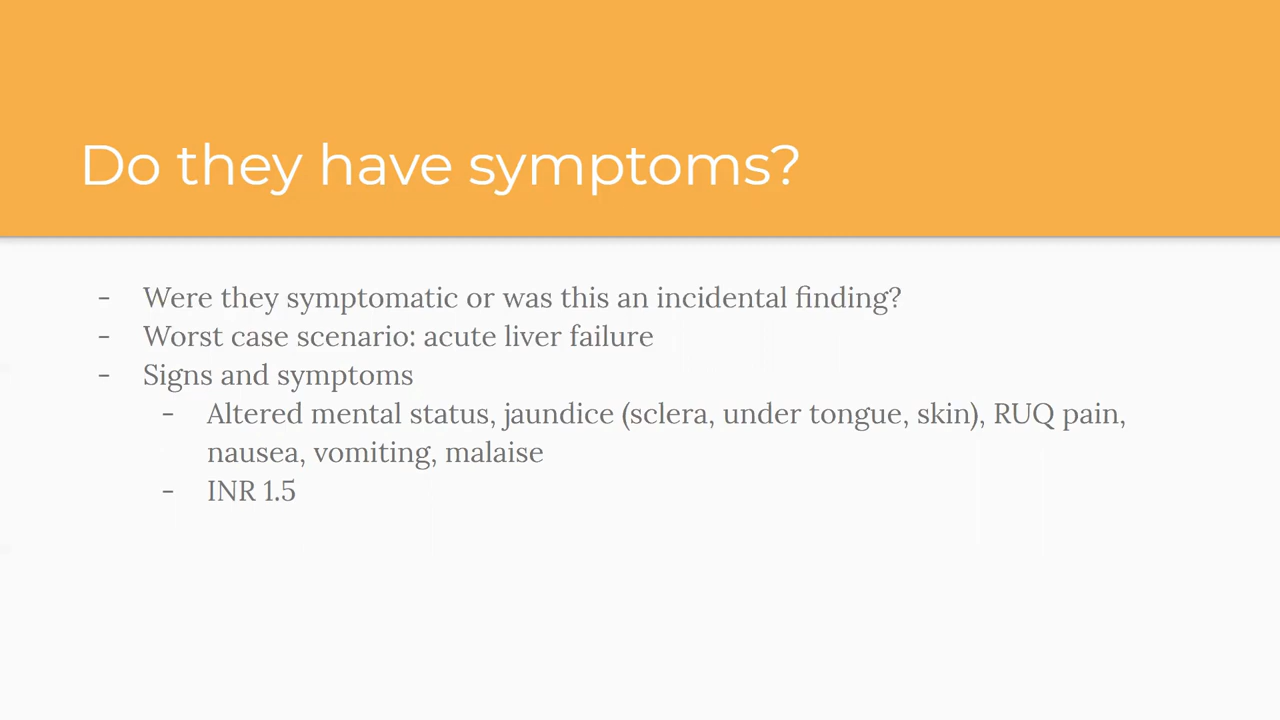 Do they have symptoms?
- Were they symptomatic or was this an incidental finding?
- Worst case scenario: acute liver failure
- Signs and symptoms
- Altered mental status, jaundice (sclera, under tongue, skin), RUQ pain,
nausea, vomiting, malaise
- INR 1.5